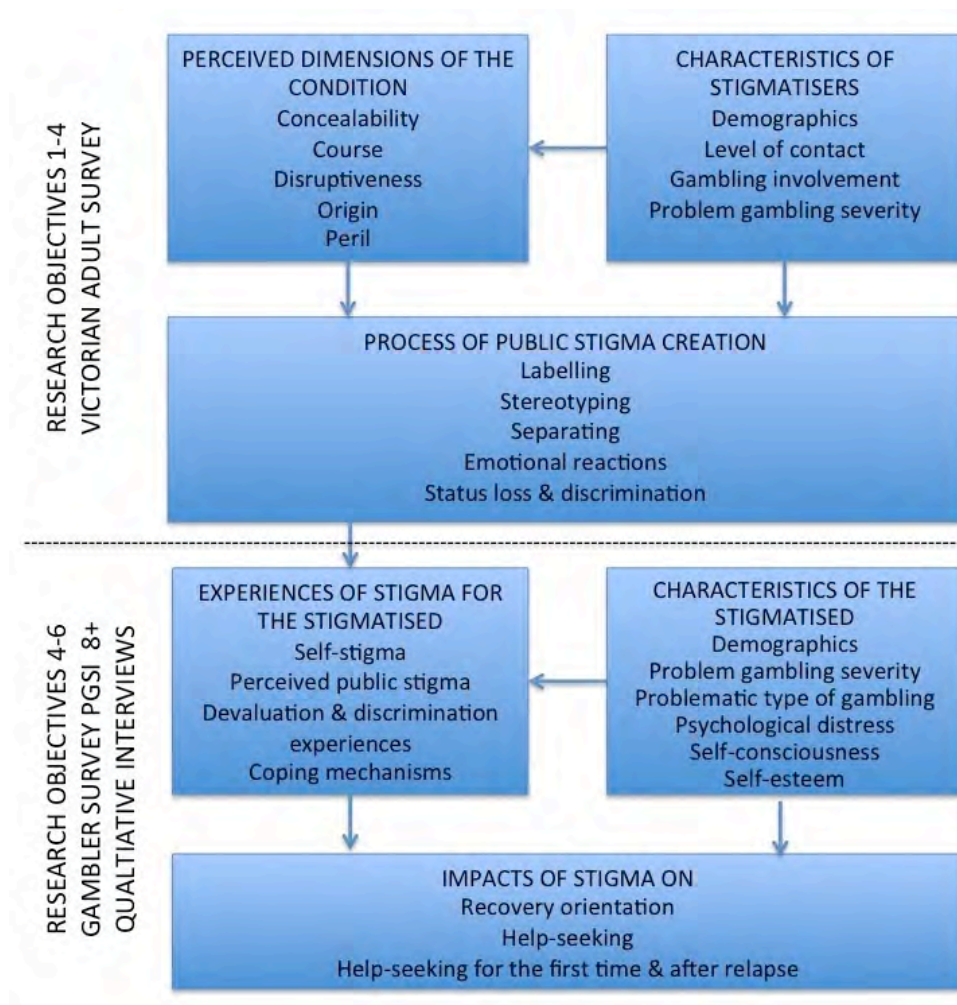 RESEARCH OBJECTIVES 1-4
VICTORIAN ADULT SURVEY
PERCEIVED DIMENSIONS OF THE
CONDITION
Concealability
Course
Disruptiveness
Origin
Peril
CHARACTERISTICS OF
STIGMATISERS
Demographics
Level of contact
Gambling involvement
Problem gambling severity
PROCESS OF PUBLIC STIGMA CREATION
Labelling
Stereotyping
Separating
Emotional reactions
Status loss & discrimination
RESEARCH OBJECTIVES 4-6
GAMBLER SURVEY PGSI 8+
QUALTIATIVE INTERVIEWS
EXPERIENCES OF STIGMA FOR
THE STIGMATISED
Self-stigma
Perceived public stigma
Devaluation & discrimination
experiences
Coping mechanisms
CHARACTERISTICS OF THE
STIGMATISED
Demographics
Problem gambling severity
Problematic type of gambling
Psychological distress
Self-consciousness
Self-esteem
IMPACTS OF STIGMA ON
Recovery orientation
Help-seeking
Help-seeking for the first time & after relapse